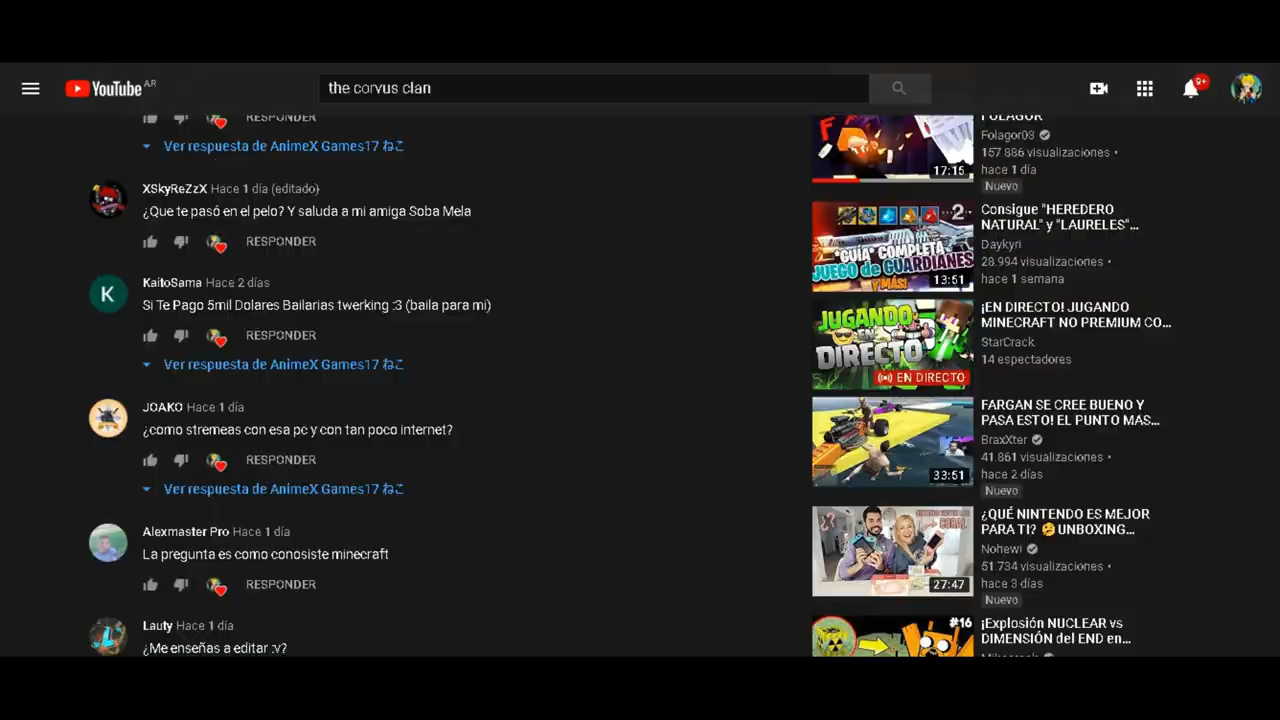 YouTube AR
the corvus clan
9+
RESPONDER
Ver respuesta de AnimeX Games17 ねこ
XSkyReZzX Hace 1 día (editado)
¿Que te pasó en el pelo? Y saluda a mi amiga Soba Mela
RESPONDER
K
KaitoSama Hace 2 días
Si Te Pago 5mil Dolares Bailarias twerking :3 (baila para mi)
RESPONDER
Ver respuesta de AnimeX Games17 ねこ
JOAKO Hace 1 día
¿como stremeas con esa pc y con tan poco internet?
RESPONDER
Ver respuesta de AnimeX Games17 ねこ
Alexmaster Pro Hace 1 día
La pregunta es como conosiste minecraft
RESPONDER
Lauty Hace 1 día
¿Me enseñas a editar :v?
17:15
FOLAGOR
Folagor03
157.886 visualizaciones •
hace 1 día
Nuevo
2
*GUÍA* COMPLETA
JUEGO de GUARDIANES
Y MÁS!
13:51
Consigue "HEREDERO
NATURAL" y "LAURELES"...
Daykyri
28.994 visualizaciones •
hace 1 semana
JUGANDO
EN
DIRECTO
EN DIRECTO
¡EN DIRECTO! JUGANDO
MINECRAFT NO PREMIUM CO...
StarCrack
14 espectadores
33:51
FARGAN SE CREE BUENO Y
PASA ESTO! EL PUNTO MAS...
BraxXter
41.861 visualizaciones •
hace 2 días
Nuevo
CORAL
27:47
¿QUÉ NINTENDO ES MEJOR
PARA TI? 🤔 UNBOXING...
Nohewi
51.734 visualizaciones •
hace 3 días
Nuevo
#16
¡Explosión NUCLEAR vs
DIMENSIÓN del END en...